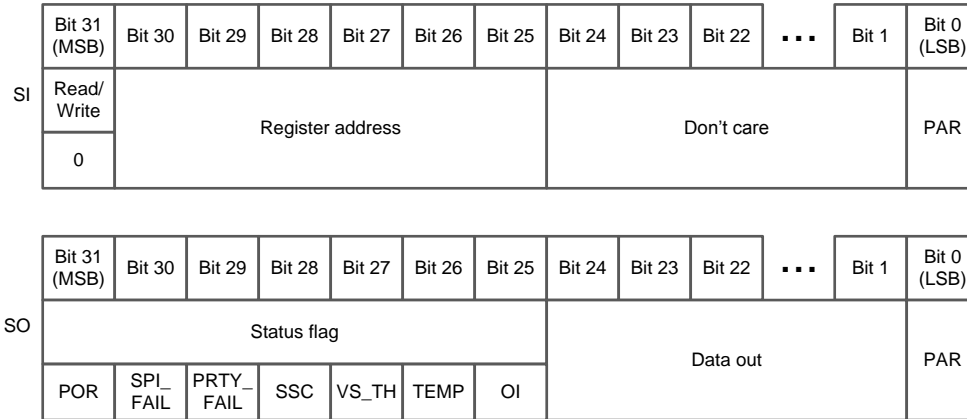 Bit 31 (MSB) Bit 30 Bit 29 Bit 28 Bit 27 Bit 26 Bit 25 Bit 24 Bit 23 Bit 22 ... Bit 1 Bit 0 (LSB)
SI
Read/
Write
0
Register address
Don't care
PAR
Bit 31 (MSB) Bit 30 Bit 29 Bit 28 Bit 27 Bit 26 Bit 25 Bit 24 Bit 23 Bit 22 ... Bit 1 Bit 0 (LSB)
SO
Status flag
Data out
PAR
POR SPI_ FAIL PRTY_ FAIL SSC VS_TH TEMP OI